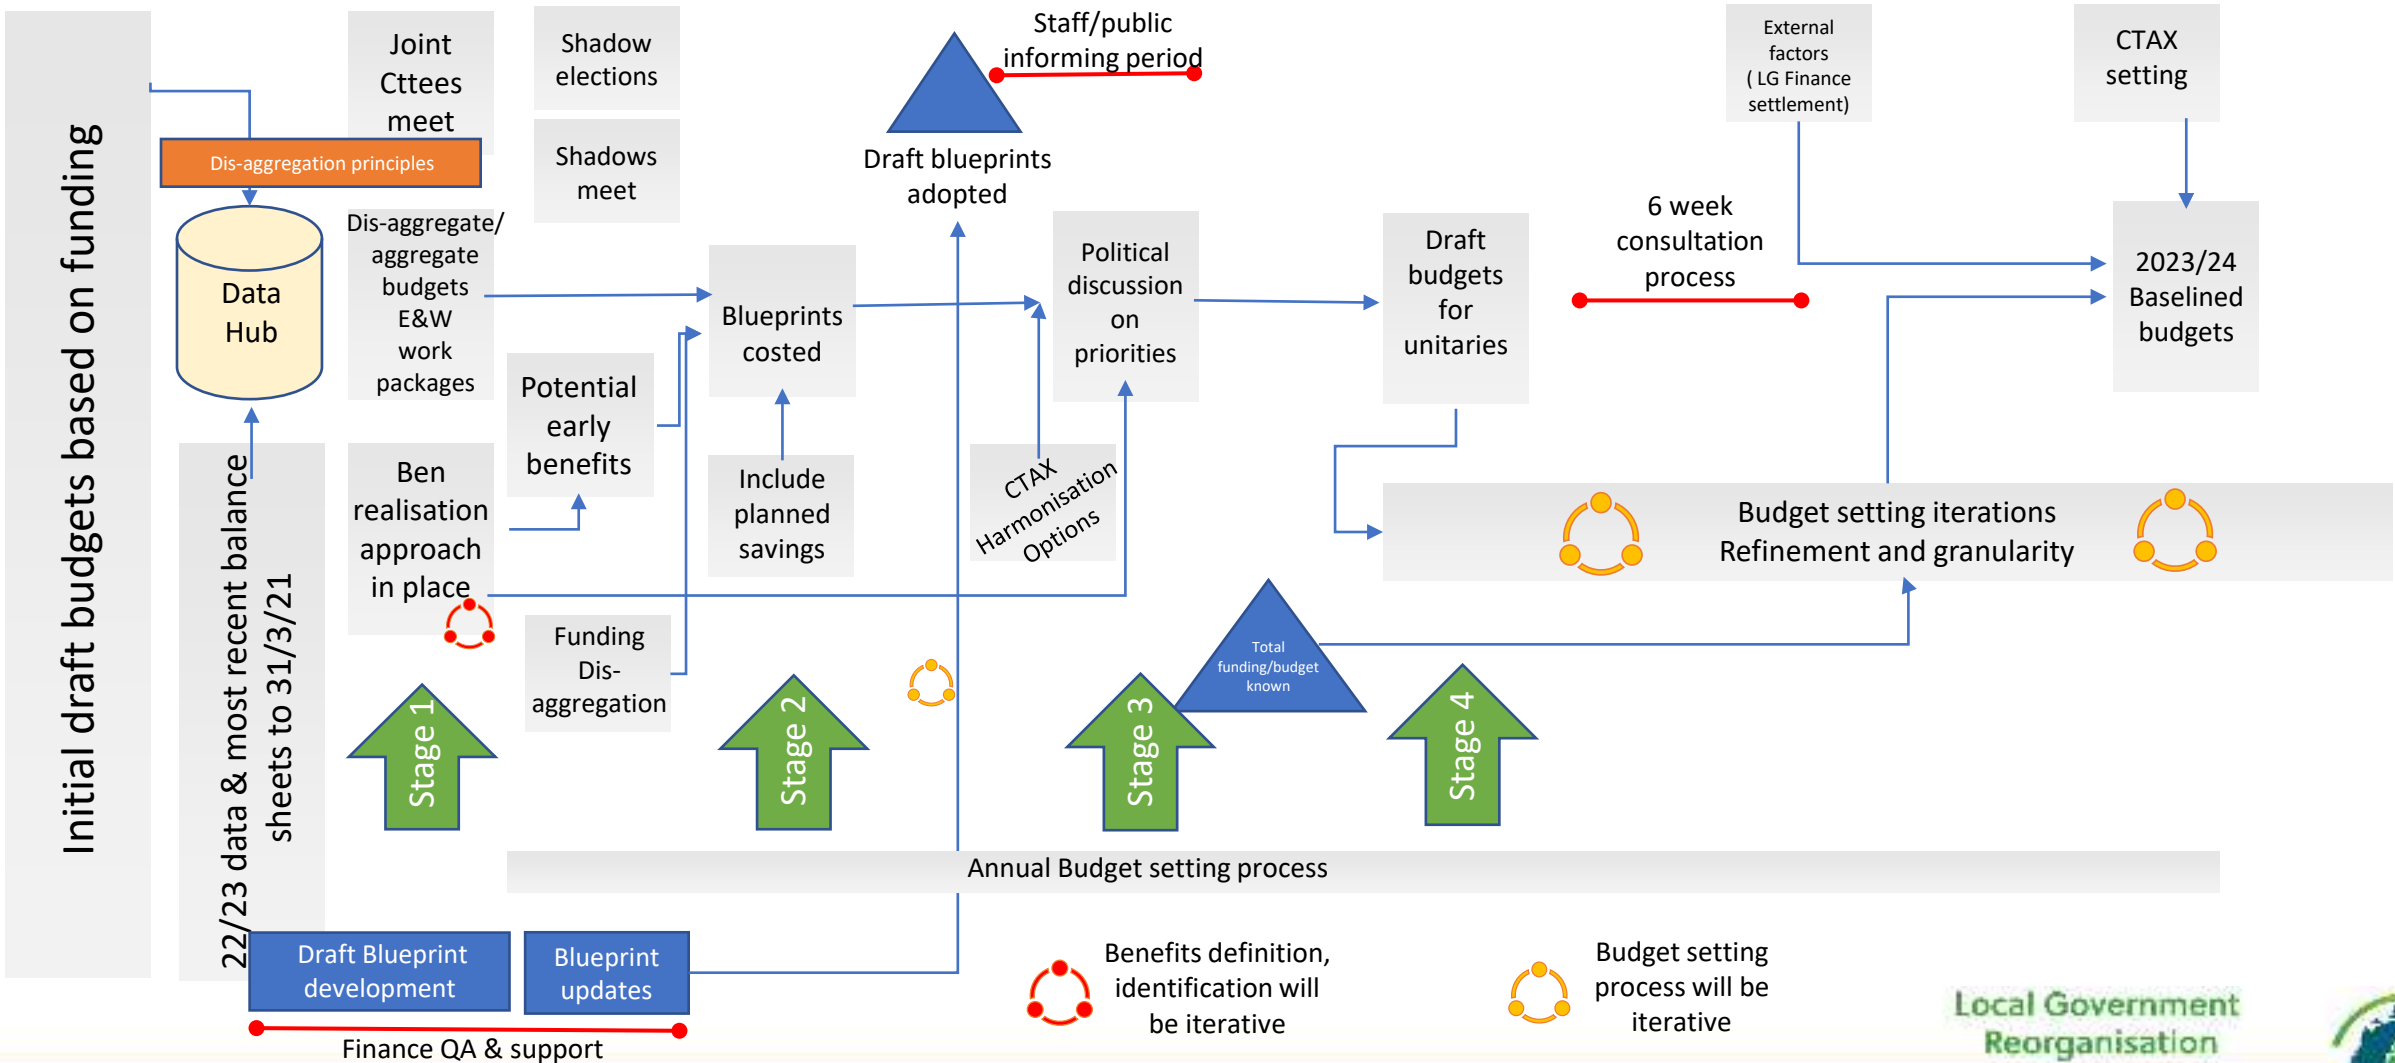 Initial draft budgets based on funding
Joint
Cttees
meet
Shadow
elections
Staff/public
informing period
External
factors
( LG Finance
settlement)
CTAX
setting
Dis-aggregation principles
Shadows
meet
Draft blueprints
adopted
Data
Hub
Dis-aggregate/
aggregate
budgets
E&W
work
packages
Blueprints
costed
Political
discussion
on
priorities
Draft
budgets
for
unitaries
6 week
consultation
process
2023/24
Baselined
budgets
22/23 data & most recent balance
sheets to 31/3/21
Ben
realisation
approach
in place
Potential
early
benefits
Include
planned
savings
CTAX
Harmonisation
Options
Budget setting iterations
Refinement and granularity
Funding
Dis-
aggregation
Total
funding/budget
known
Stage 1
Stage 2
Stage 3
Stage 4
Annual Budget setting process
Draft Blueprint
development
Blueprint
updates
Finance QA & support
Benefits definition,
identification will
be iterative
Budget setting
process will be
iterative
Local Government
Reorganisation